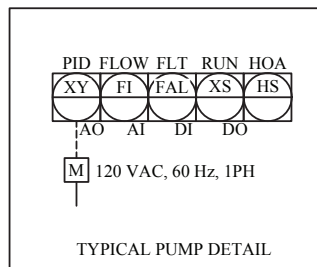 PID FLOW FLT RUN HOA
XY FI FAL XS HS
AO AI DI DO
M 120 VAC, 60 Hz, 1PH
TYPICAL PUMP DETAIL